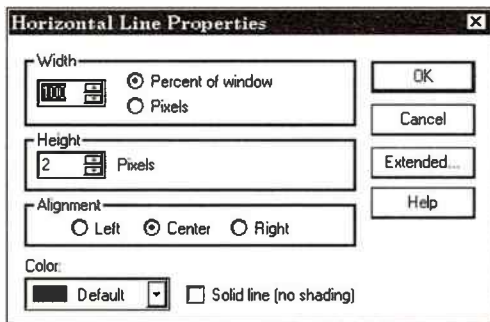 Horizontal Line Properties
Width
100
Percent of window
Pixels
Height
2 Pixels
Alignment
Left Center Right
Color:
Default Solid line (no shading)
OK
Cancel
Extended...
Help